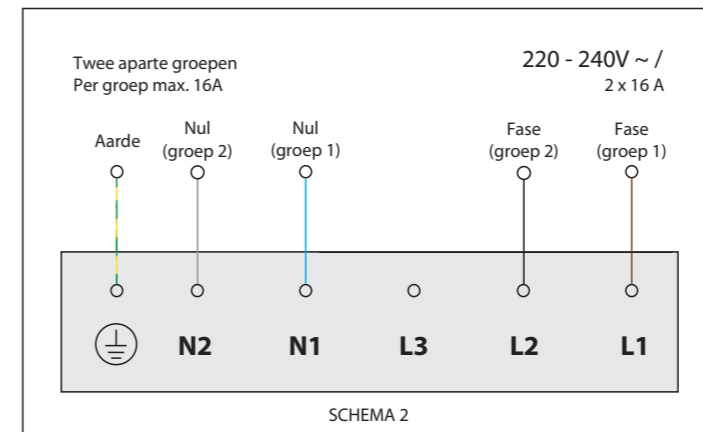 Twee aparte groepen
Per groep max. 16A
220 - 240V ~ /
2 x 16 A
Aarde
Nul
(groep 2)
Nul
(groep 1)
Fase
(groep 2)
Fase
(groep 1)
N2 N1 L3 L2 L1
SCHEMA 2